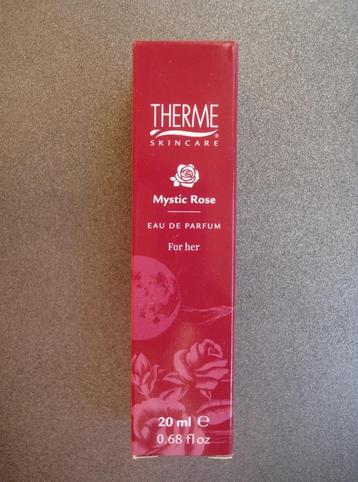 THERME
®
SKINCARE
Mystic Rose
EAU DE PARFUM
For her
20 ml ℮
0.68 fl oz